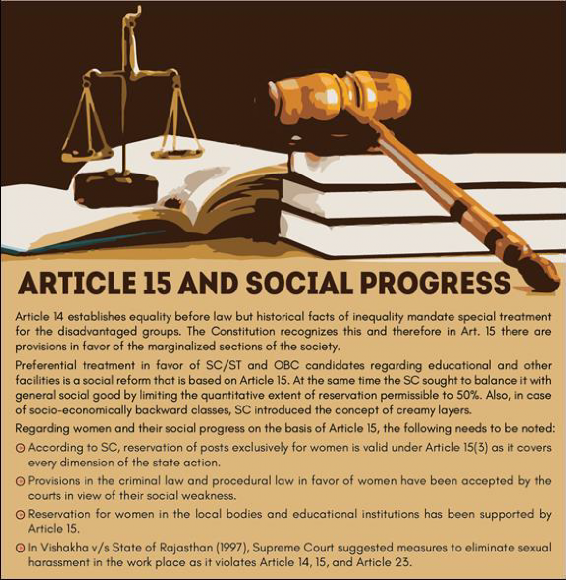 ARTICLE 15 AND SOCIAL PROGRESS
Article 14 establishes equality before law but historical facts of inequality mandate special treatment
for the disadvantaged groups. The Constitution recognizes this and therefore in Art. 15 there are
provisions in favor of the marginalized sections of the society.
Preferential treatment in favor of SC/ST and OBC candidates regarding educational and other
facilities is a social reform that is based on Article 15. At the same time the SC sought to balance it with
general social good by limiting the quantitative extent of reservation permissible to 50%. Also, in case
of socio-economically backward classes, SC introduced the concept of creamy layers.
Regarding women and their social progress on the basis of Article 15, the following needs to be noted:
According to SC, reservation of posts exclusively for women is valid under Article 15(3) as it covers
every dimension of the state action.
Provisions in the criminal law and procedural law in favor of women have been accepted by the
courts in view of their social weakness.
Reservation for women in the local bodies and educational institutions has been supported by
Article 15.
In Vishakha v/s State of Rajasthan (1997), Supreme Court suggested measures to eliminate sexual
harassment in the work place as it violates Article 14, 15, and Article 23.